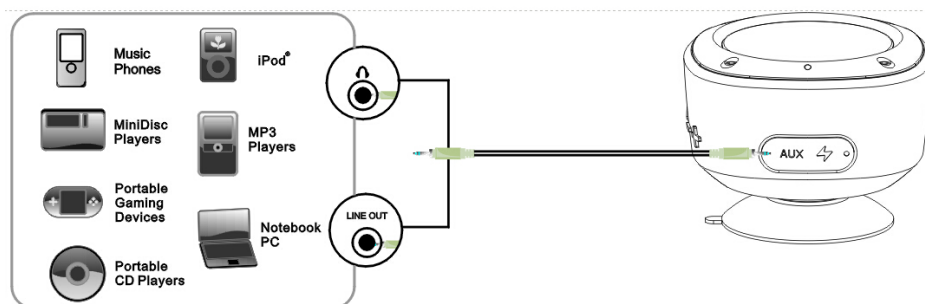 Music
Phones
iPod®
MiniDisc
Players
MP3
Players
Portable
Gaming
Devices
Notebook
PC
Portable
CD Players
LINE OUT
AUX